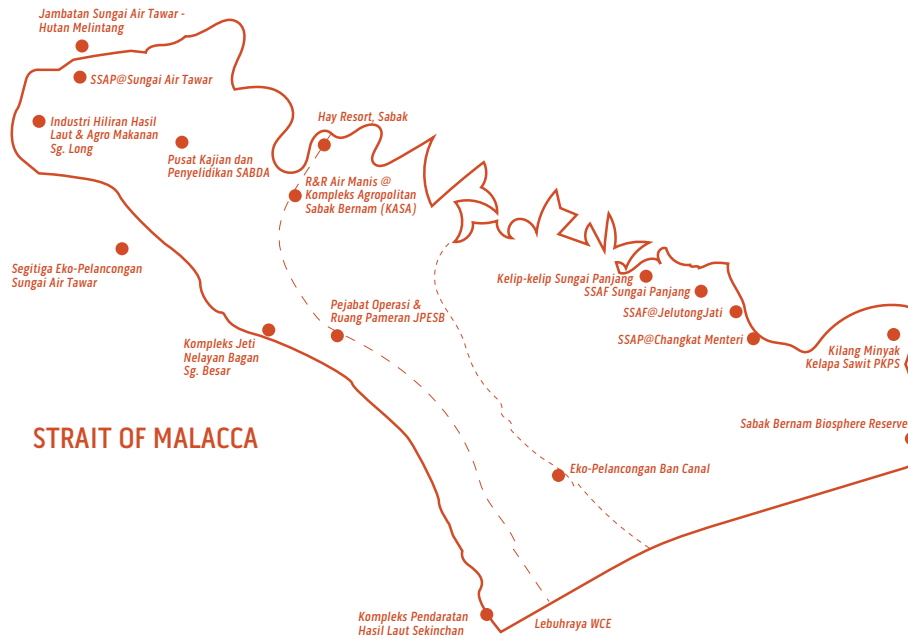 Jambatan Sungai Air Tawar -
Hutan Melintang
SSAP@Sungai Air Tawar
Industri Hiliran Hasil
Laut & Agro Makanan
Sg. Long
Pusat Kajian dan
Penyelidikan SABDA
Hay Resort, Sabak
R&R Air Manis @
Kompleks Agropolitan
Sabak Bernam (KASA)
Segitiga Eko-Pelancongan
Sungai Air Tawar
Kelip-kelip Sungai Panjang
SSAF Sungai Panjang
SSAF@JelutongJati
SSAP@Changkat Menteri
Pejabat Operasi &
Ruang Pameran JPESB
Kompleks Jeti
Nelayan Bagan
Sg. Besar
Kilang Minyak
Kelapa Sawit PKPS
STRAIT OF MALACCA
Sabak Bernam Biosphere Reserve
Eko-Pelancongan Ban Canal
Kompleks Pendaratan
Hasil Laut Sekinchan
Lebuhraya WCE